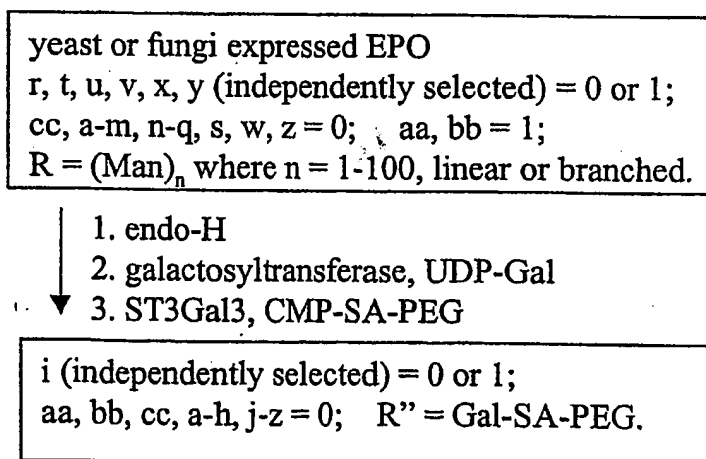 yeast or fungi expressed EPO
r, t, u, v, x, y (independently selected) = 0 or 1;
cc, a-m, n-q, s, w, z = 0; aa, bb = 1;
R = (Man)n where n = 1-100, linear or branched.
1. endo-H
2. galactosyltransferase, UDP-Gal
3. ST3Gal3, CMP-SA-PEG
i (independently selected) = 0 or 1;
aa, bb, cc, a-h, j-z = 0; R” = Gal-SA-PEG.